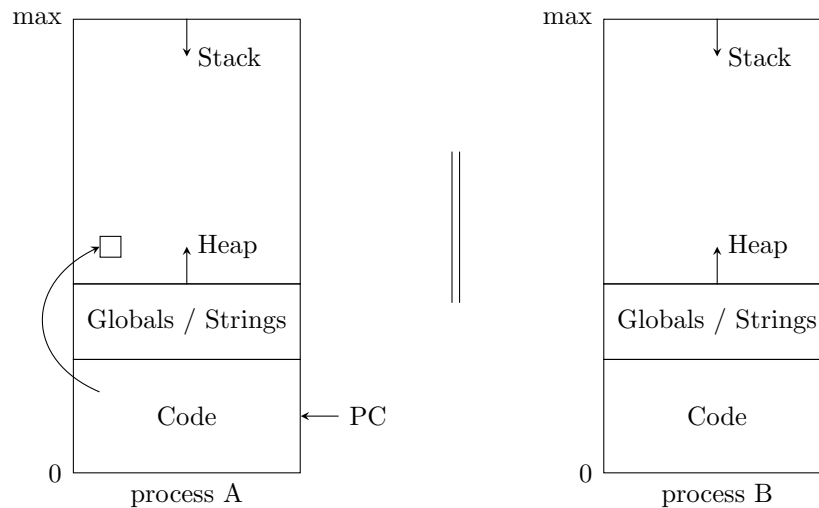 max
Stack
Heap
Globals / Strings
Code
PC
0
process A
max
Stack
Heap
Globals / Strings
Code
0
process B